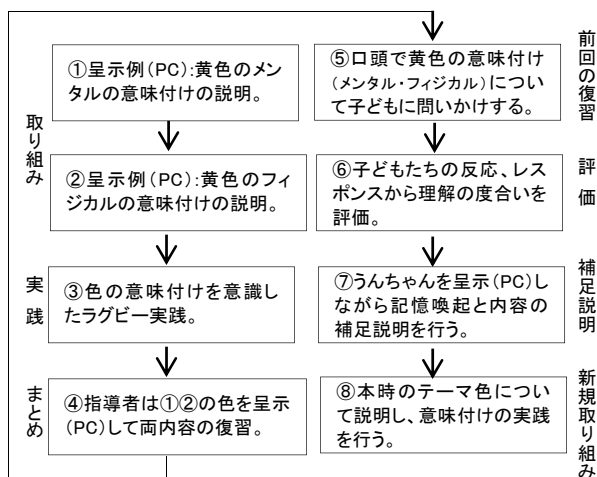 取り組み
①呈示例(PC):黄色のメン
タルの意味付けの説明。
②呈示例(PC):黄色のフィ
ジカルの意味付けの説明。
実践
③色の意味付けを意識し
たラグビー実践。
まとめ
④指導者は①②の色を呈示
(PC)して両内容の復習。
前回の復習
⑤口頭で黄色の意味付け
(メンタル・フィジカル)につい
て子どもに問いかけする。
評価
⑥子どもたちの反応、レス
ポンスから理解の度合いを
評価。
補足説明
⑦うんちゃんを呈示(PC)し
ながら記憶喚起と内容の
補足説明を行う。
新規取り組み
⑧本時のテーマ色につい
て説明し、意味付けの実践
を行う。